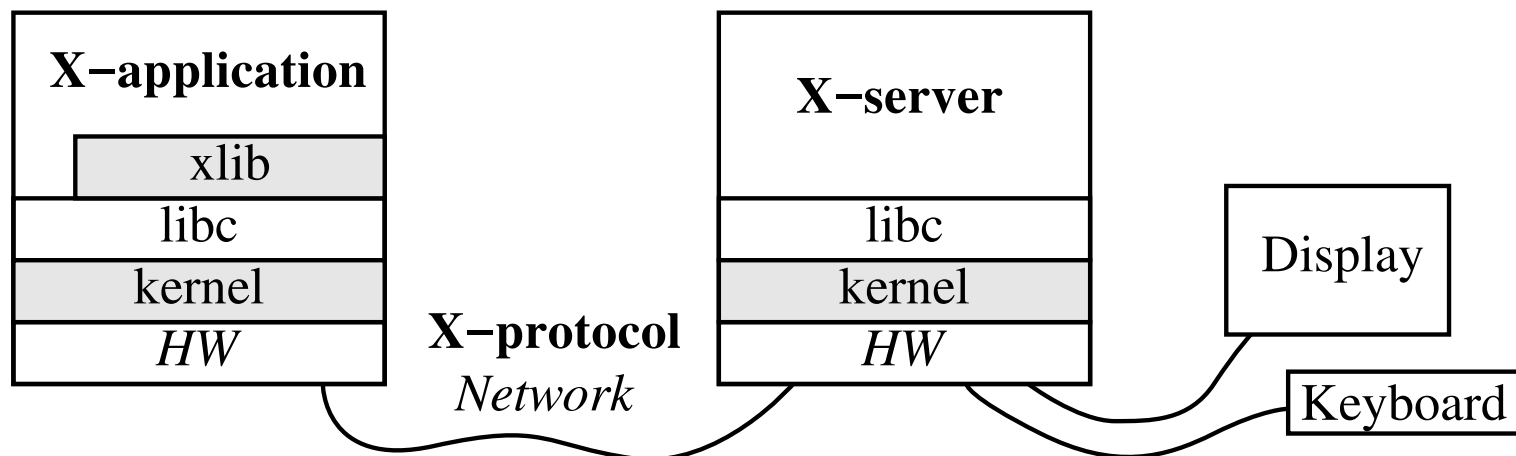 X−application
xlib
libc
kernel
HW
X−protocol
Network
X−server
libc
kernel
HW
Display
Keyboard